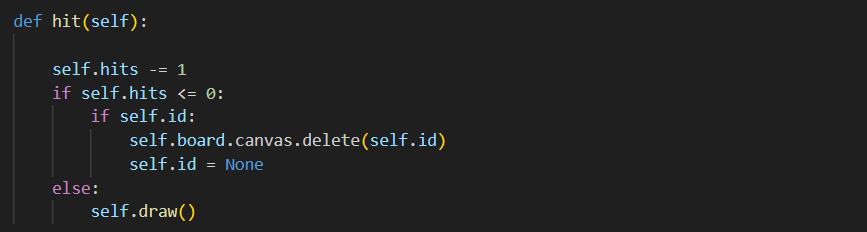 def hit(self):
    self.hits -= 1
    if self.hits <= 0:
        if self.id:
            self.board.canvas.delete(self.id)
            self.id = None
    else:
        self.draw()